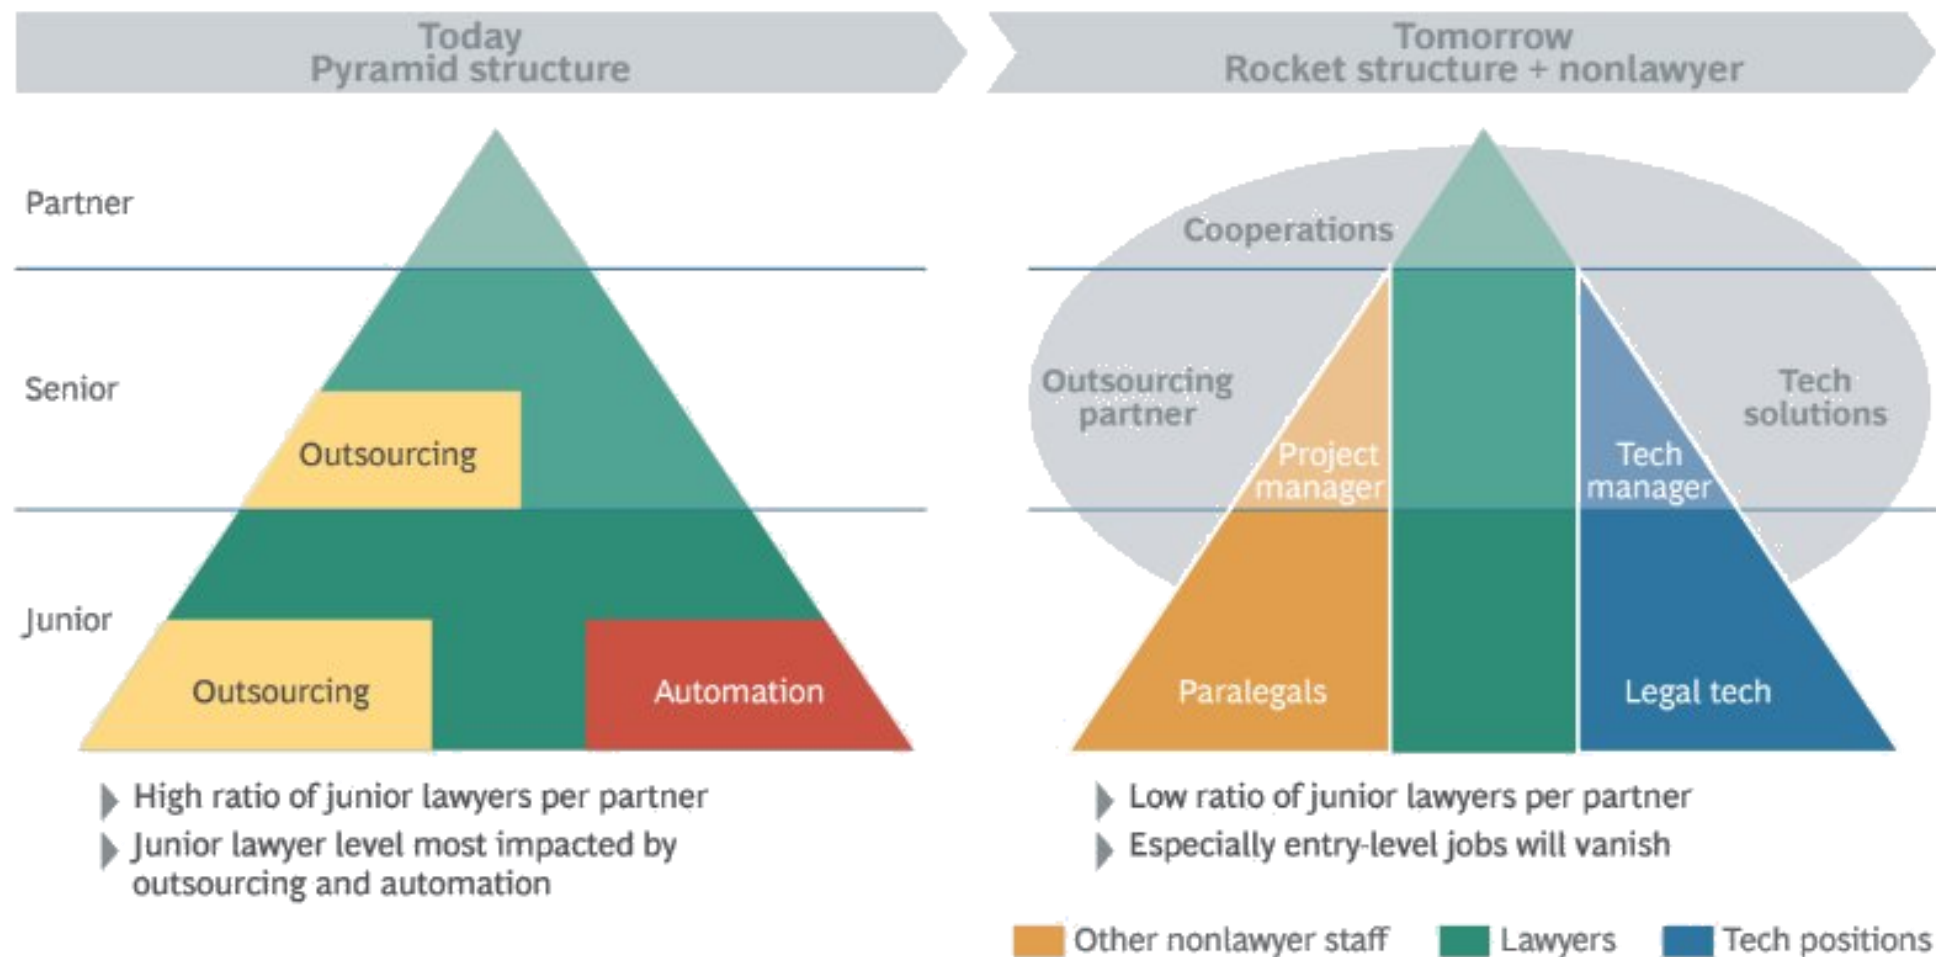 Today
Pyramid structure
Tomorrow
Rocket structure + nonlawyer
Partner
Senior
Junior
Outsourcing
Outsourcing
Automation
Cooperations
Outsourcing
partner
Tech
solutions
Project
manager
Tech
manager
Paralegals
Legal tech
High ratio of junior lawyers per partner
Junior lawyer level most impacted by
outsourcing and automation
Low ratio of junior lawyers per partner
Especially entry-level jobs will vanish
Other nonlawyer staff
Lawyers
Tech positions